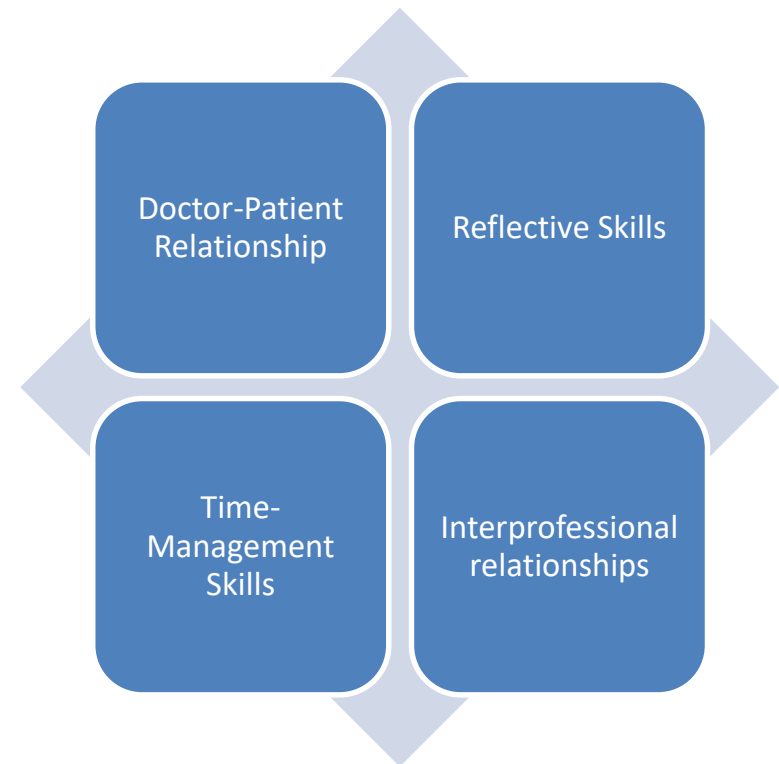 Doctor-Patient
Relationship
Reflective Skills
Time-
Management
Skills
Interprofessional
relationships